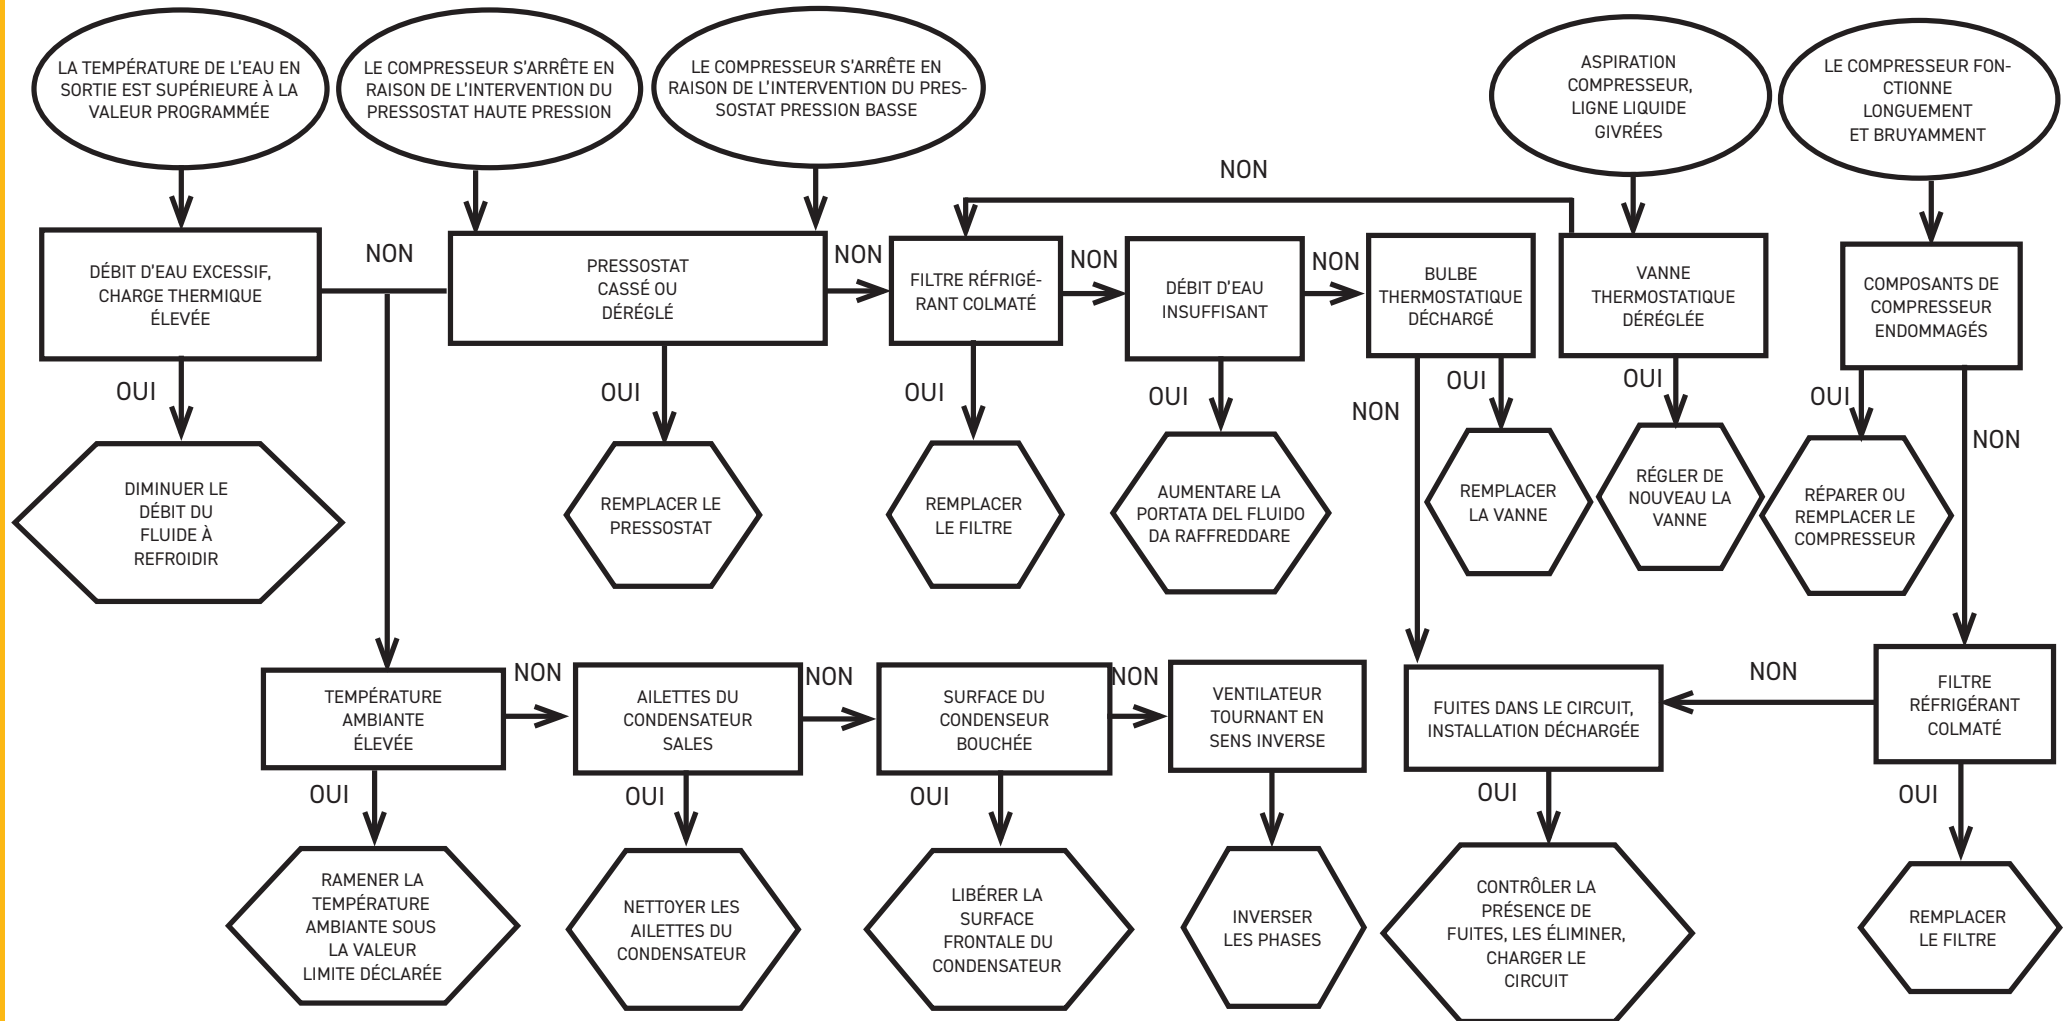 LA TEMPÉRATURE DE L'EAU EN
SORTIE EST SUPÉRIEURE À LA
VALEUR PROGRAMMÉE
LE COMPRESSEUR S'ARRÊTE EN
RAISON DE L'INTERVENTION DU
PRESSOSTAT HAUTE PRESSION
LE COMPRESSEUR S'ARRÊTE EN
RAISON DE L'INTERVENTION DU PRES-
SOSTAT PRESSION BASSE
ASPIRATION
COMPRESSEUR,
LIGNE LIQUIDE
GIVRÉES
LE COMPRESSEUR FON-
CTIONNE
LONGUEMENT
ET BRUYAMMENT
NON
DÉBIT D'EAU EXCESSIF,
CHARGE THERMIQUE
ÉLEVÉE
NON
PRESSOSTAT
CASSÉ OU
DÉRÉGLÉ
NON
FILTRE RÉFRIGÉ-
RANT COLMATÉ
NON
DÉBIT D'EAU
INSUFFISANT
NON
BULBE
THERMOSTATIQUE
DÉCHARGÉ
VANNE
THERMOSTATIQUE
DÉRÉGLÉE
COMPOSANTS DE
COMPRESSEUR
ENDOMMAGÉS
OUI
OUI
OUI
OUI
NON
OUI
OUI
OUI
NON
DIMINUER LE
DÉBIT DU
FLUIDE À
REFROIDIR
REMPLACER LE
PRESSOSTAT
REMPLACER
LE FILTRE
AUMENTARE LA
PORTATA DEL FLUIDO
DA RAFFREDDARE
REMPLACER
LA VANNE
RÉGLER DE
NOUVEAU LA
VANNE
RÉPARER OU
REMPLACER LE
COMPRESSEUR
TEMPÉRATURE
AMBIANTE
ÉLEVÉE
NON
AILETTES DU
CONDENSATEUR
SALES
NON
SURFACE DU
CONDENSEUR
BOUCHÉE
NON
VENTILATEUR
TOURNANT EN
SENS INVERSE
FUITES DANS LE CIRCUIT,
INSTALLATION DÉCHARGÉE
NON
FILTRE
RÉFRIGÉRANT
COLMATÉ
OUI
OUI
OUI
OUI
OUI
RAMENER LA
TEMPÉRATURE
AMBIANTE SOUS
LA VALEUR
LIMITE DÉCLARÉE
NETTOYER LES
AILETTES DU
CONDENSATEUR
LIBÉRER LA
SURFACE
FRONTALE DU
CONDENSATEUR
INVERSER
LES PHASES
CONTRÔLER LA
PRÉSENCE DE
FUITES, LES ÉLIMINER,
CHARGER LE
CIRCUIT
REMPLACER
LE FILTRE